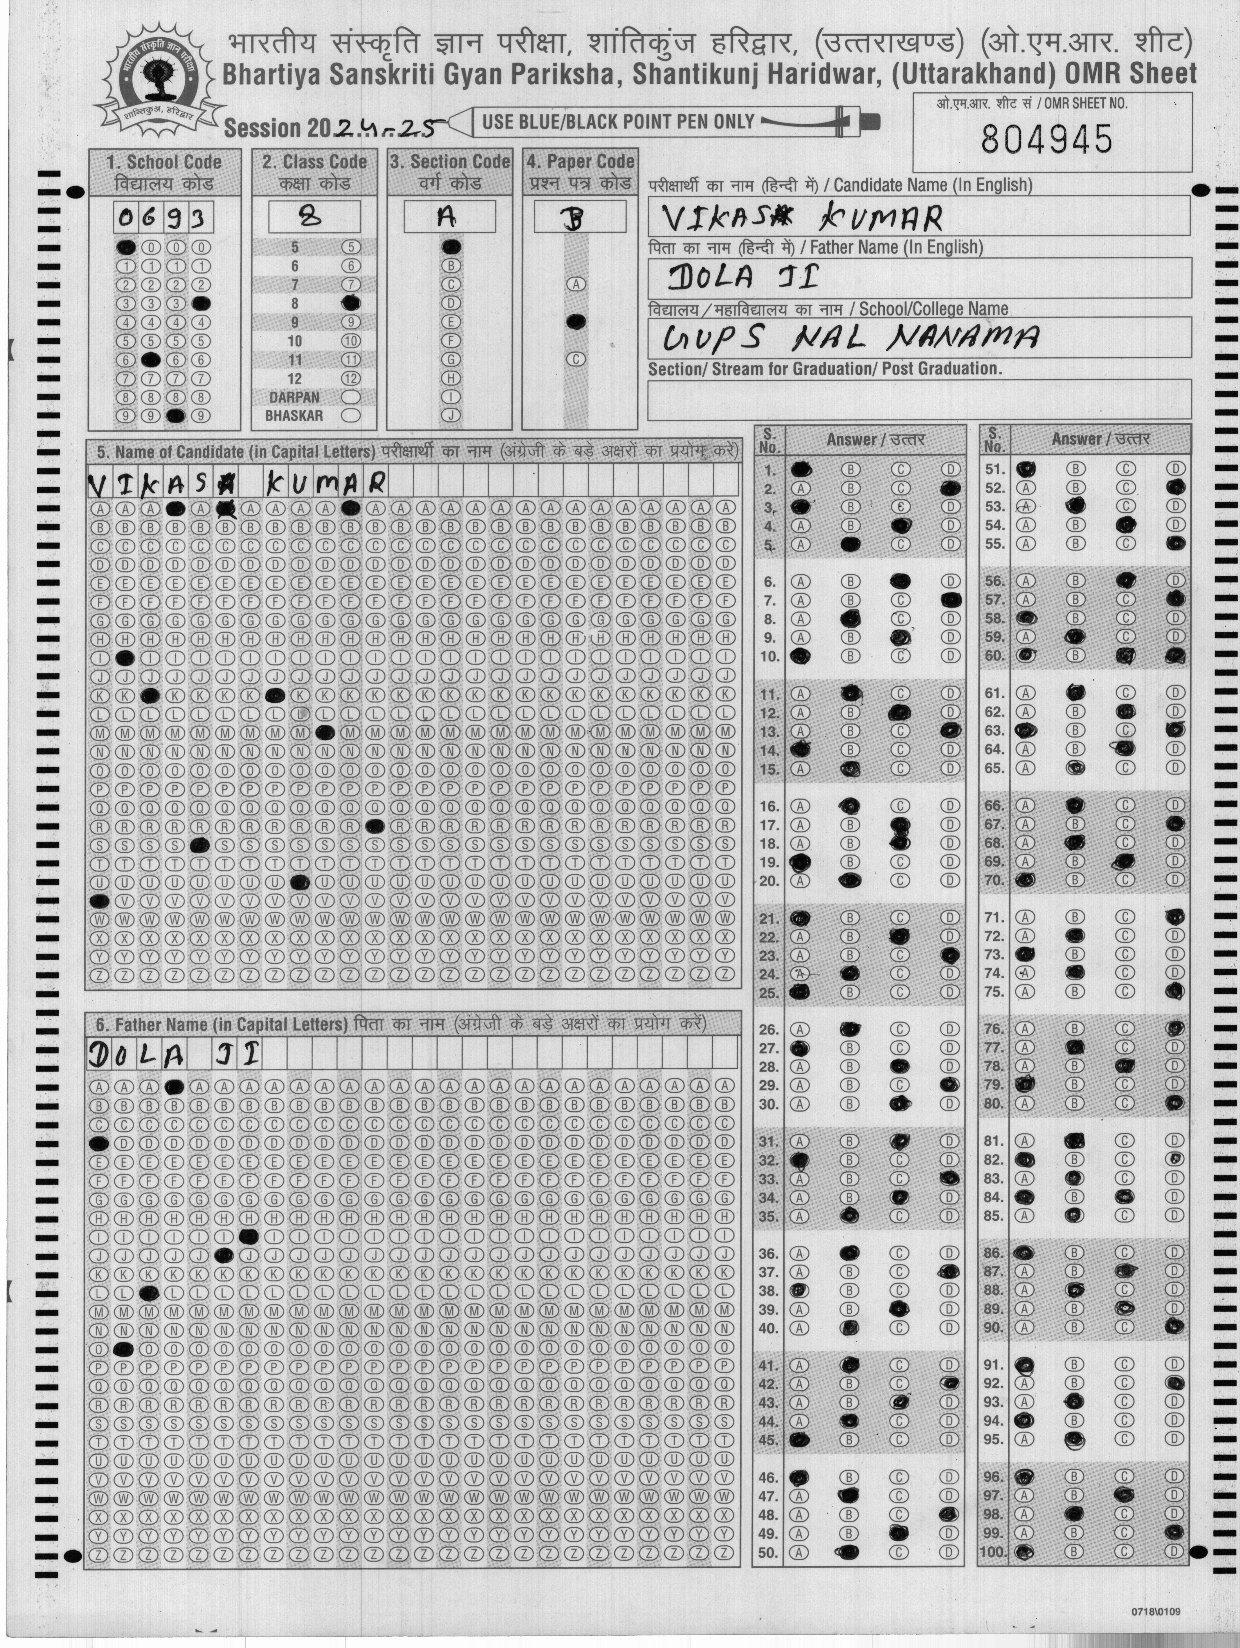 भारतीय संस्कृति ज्ञान परीक्षा, शांतिकुंज हरिद्वार, (उत्तराखण्ड) (ओ.एम.आर. शीट)
Bhartiya Sanskriti Gyan Pariksha, Shantikunj Haridwar, (Uttarakhand) OMR Sheet
Session 2024-25
USE BLUE/BLACK POINT PEN ONLY
ओ.एम.आर. शीट सं / OMR SHEET NO.
804945
1. School Code
विद्यालय कोड
0693
2. Class Code
कक्षा कोड
8
5
6
7
8
9
10
11
12
DARPAN
BHASKAR
3. Section Code
वर्ग कोड
A
4. Paper Code
प्रश्न पत्र कोड
B
परीक्षार्थी का नाम (हिन्दी में) / Candidate Name (In English)
VIKAS KUMAR
पिता का नाम (हिन्दी में) / Father Name (In English)
DOLA JI
विद्यालय/महाविद्यालय का नाम / School/College Name
GUPS NAL NANAMA
Section/ Stream for Graduation/ Post Graduation.
5. Name of Candidate (in Capital Letters) परीक्षार्थी का नाम (अंग्रेजी के बड़े अक्षरों का प्रयोग करें)
VIKAS KUMAR
6. Father Name (in Capital Letters) पिता का नाम (अंग्रेजी के बड़े अक्षरों का प्रयोग करें)
DOLA JI
S. No.
Answer / उत्तर
S. No.
Answer / उत्तर
0718\0109